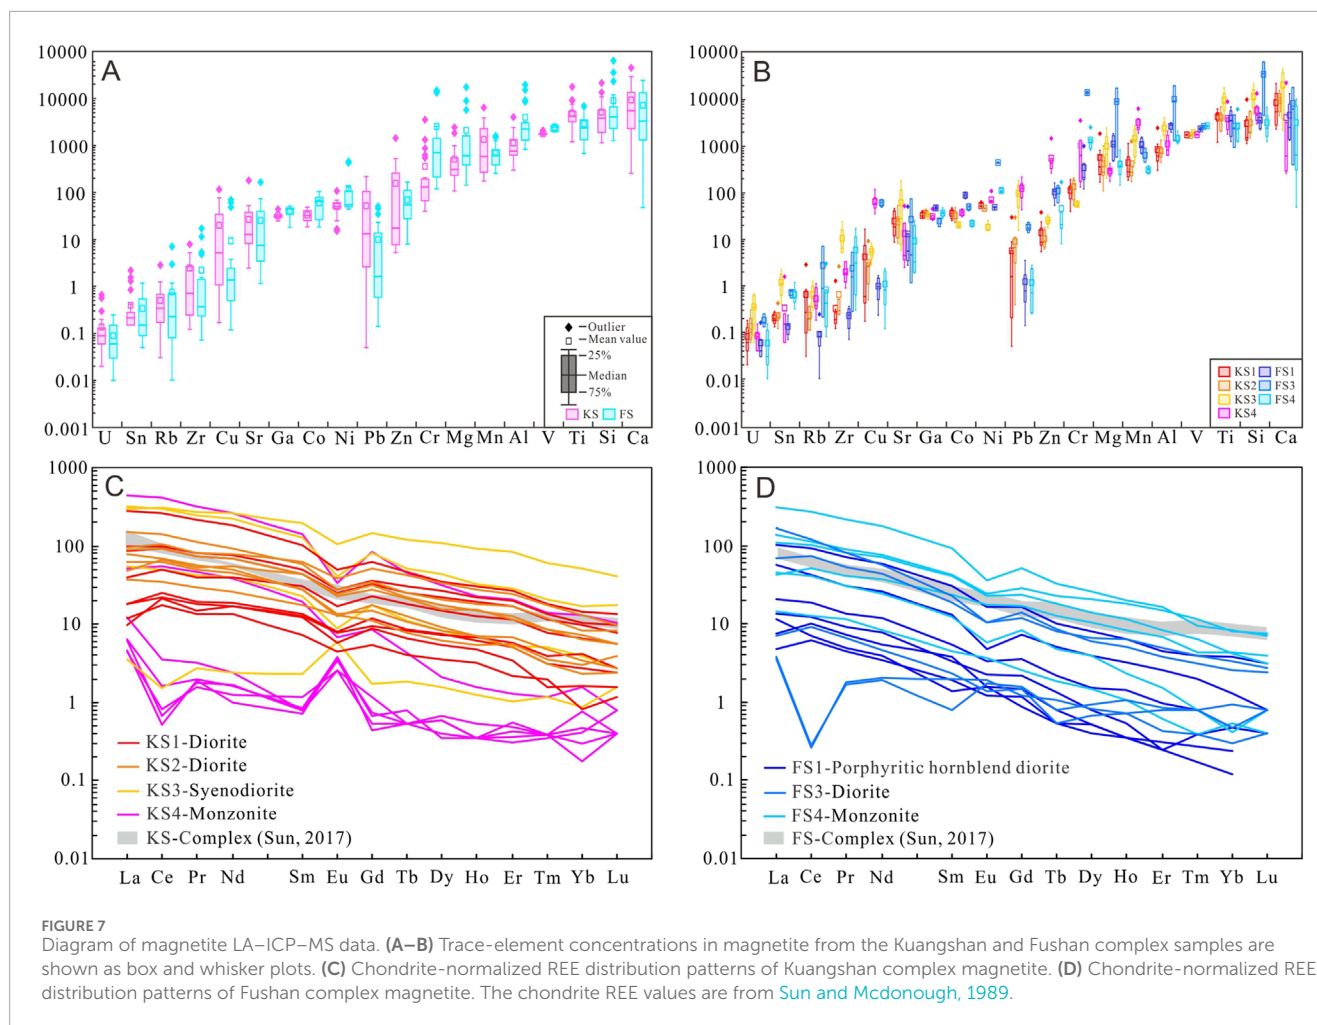 A
10000
10000
1000
100
10
1
0.1
0.01
0.001
U Sn Rb Zr Cu Sr Ga Co Ni Pb Zn Cr Mg Mn Al V Ti Si Ca
Outlier
Mean value
25%
Median
75%
KS FS
B
10000
10000
1000
100
10
1
0.1
0.01
0.001
U Sn Rb Zr Cu Sr Ga Co Ni Pb Zn Cr Mg Mn Al V Ti Si Ca
KS1 FS1
KS2 FS3
KS3 FS4
KS4
C
1000
100
10
1
0.1
0.01
KS1-Diorite
KS2-Diorite
KS3-Syenodiorite
KS4-Monzonite
KS-Complex (Sun, 2017)
La Ce Pr Nd Sm Eu Gd Tb Dy Ho Er Tm Yb Lu
D
1000
100
10
1
0.1
0.01
FS1-Porphyritic hornblend diorite
FS3-Diorite
FS4-Monzonite
FS-Complex (Sun, 2017)
La Ce Pr Nd Sm Eu Gd Tb Dy Ho Er Tm Yb Lu
FIGURE 7
Diagram of magnetite LA–ICP–MS data. (A–B) Trace-element concentrations in magnetite from the Kuangshan and Fushan complex samples are
shown as box and whisker plots. (C) Chondrite-normalized REE distribution patterns of Kuangshan complex magnetite. (D) Chondrite-normalized REE
distribution patterns of Fushan complex magnetite. The chondrite REE values are from Sun and Mcdonough, 1989.